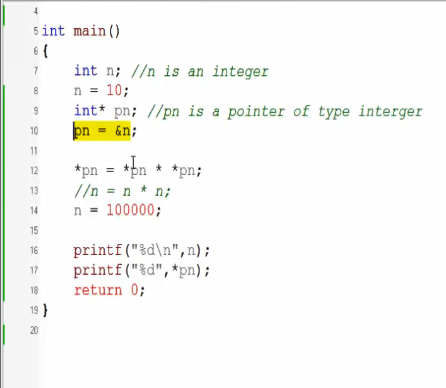 4
5 int main()
6 {
7 int n; //n is an integer
8 n = 10;
9 int* pn; //pn is a pointer of type interger
10 pn = &n;
11
12 *pn = *pn * *pn;
13 //n = n * n;
14 n = 100000;
15
16 printf("%d\n",n);
17 printf("%d",*pn);
18 return 0;
19 }
20